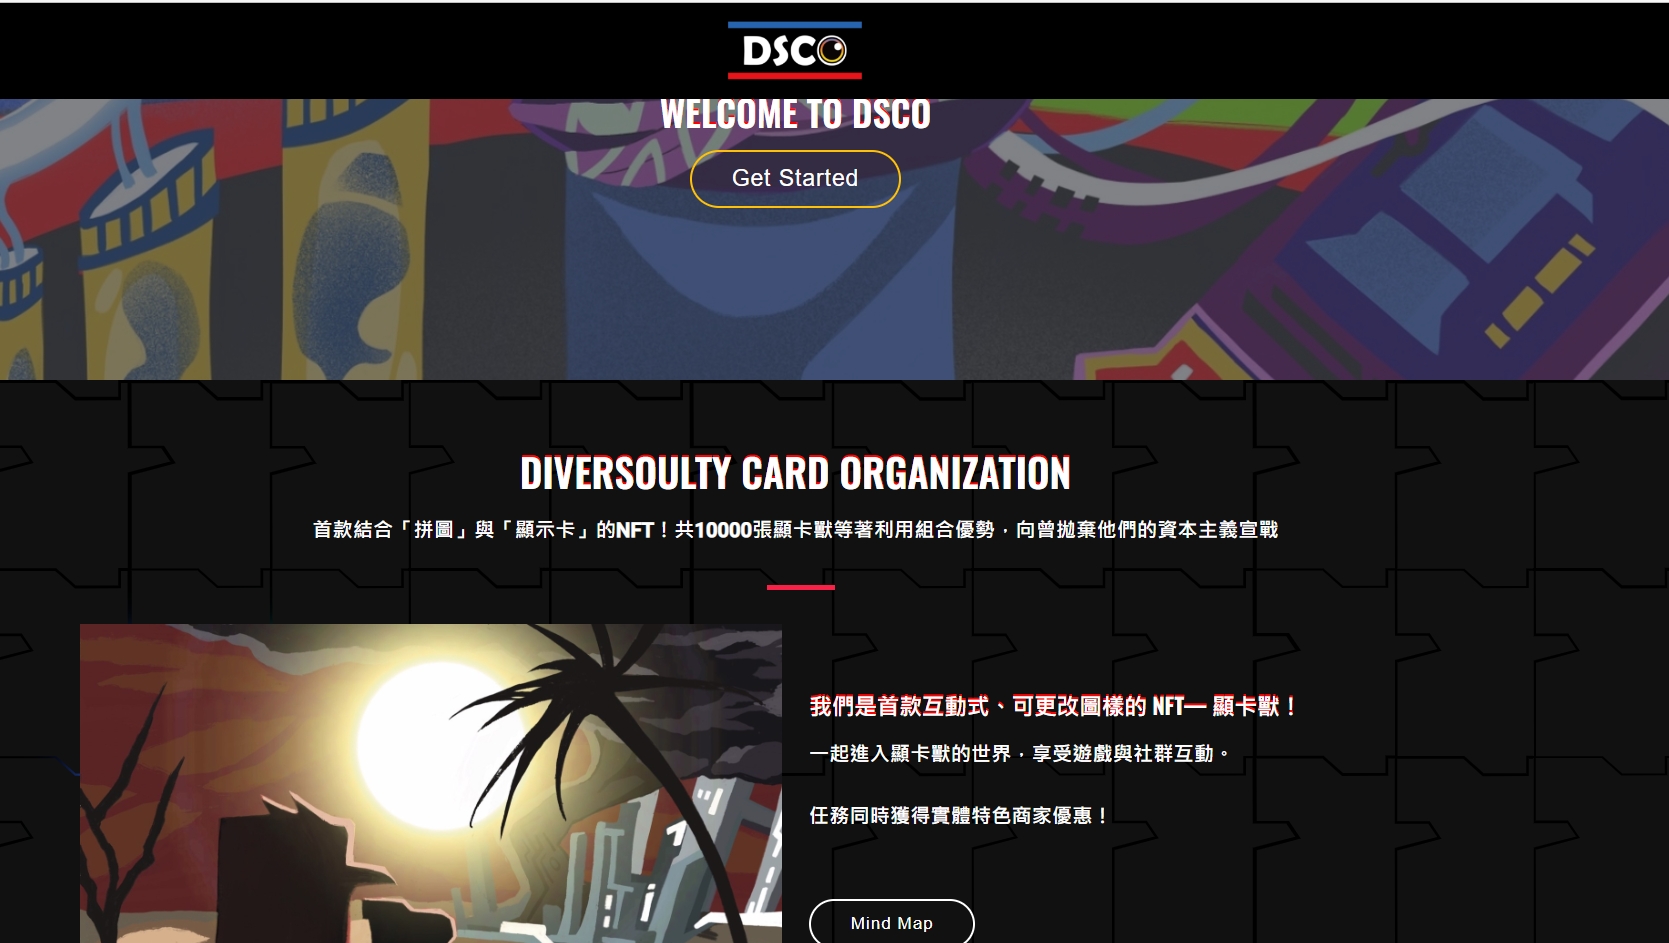 DSCO
WELCOME TO DSCO
Get Started
DIVERSOULTY CARD ORGANIZATION
首款結合「拼圖」與「顯示卡」的NFT！共10000張顯卡獸等著利用組合優勢，向曾拋棄他們的資本主義宣戰
我們是首款互動式、可更改圖樣的 NFT— 顯卡獸！
一起進入顯卡獸的世界，享受遊戲與社群互動。
任務同時獲得實體特色商家優惠！
Mind Map